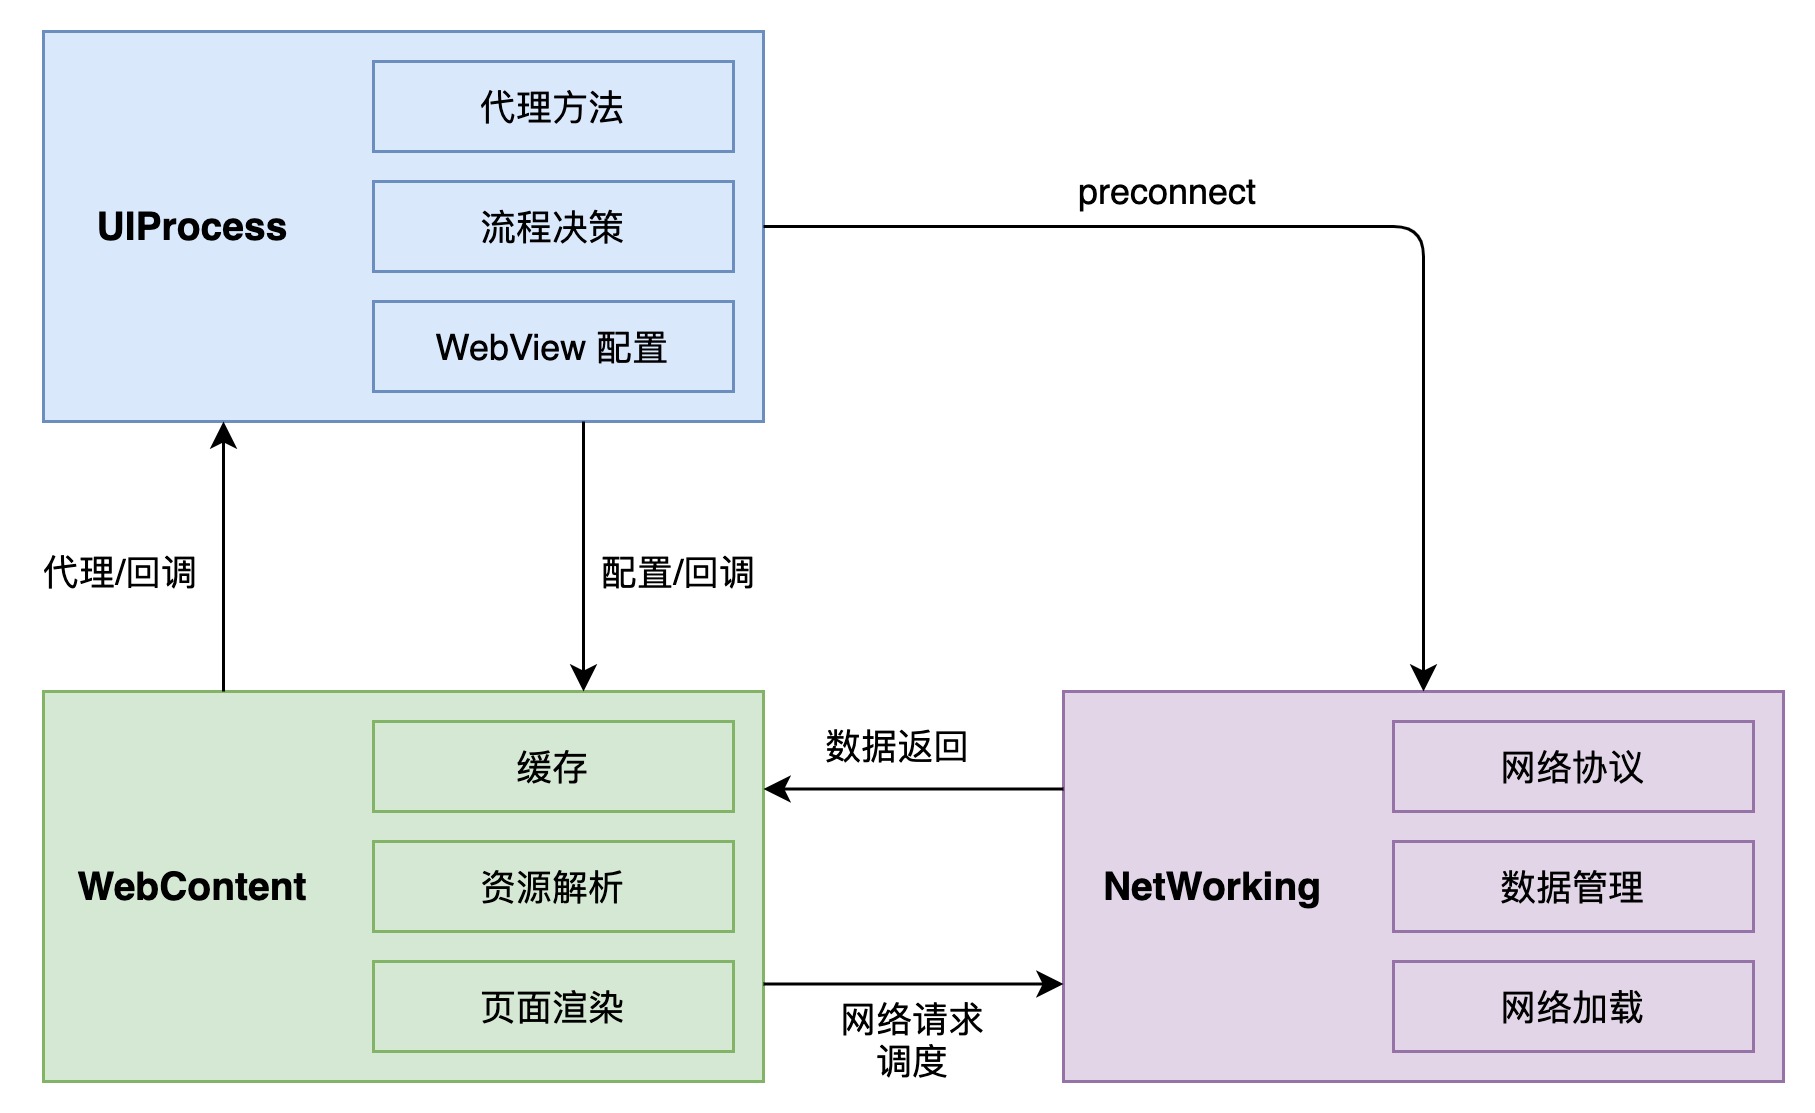 代理方法
UIProcess
流程决策
WebView 配置
preconnect
代理/回调
配置/回调
缓存
WebContent
资源解析
页面渲染
数据返回
网络请求
调度
网络协议
NetWorking
数据管理
网络加载